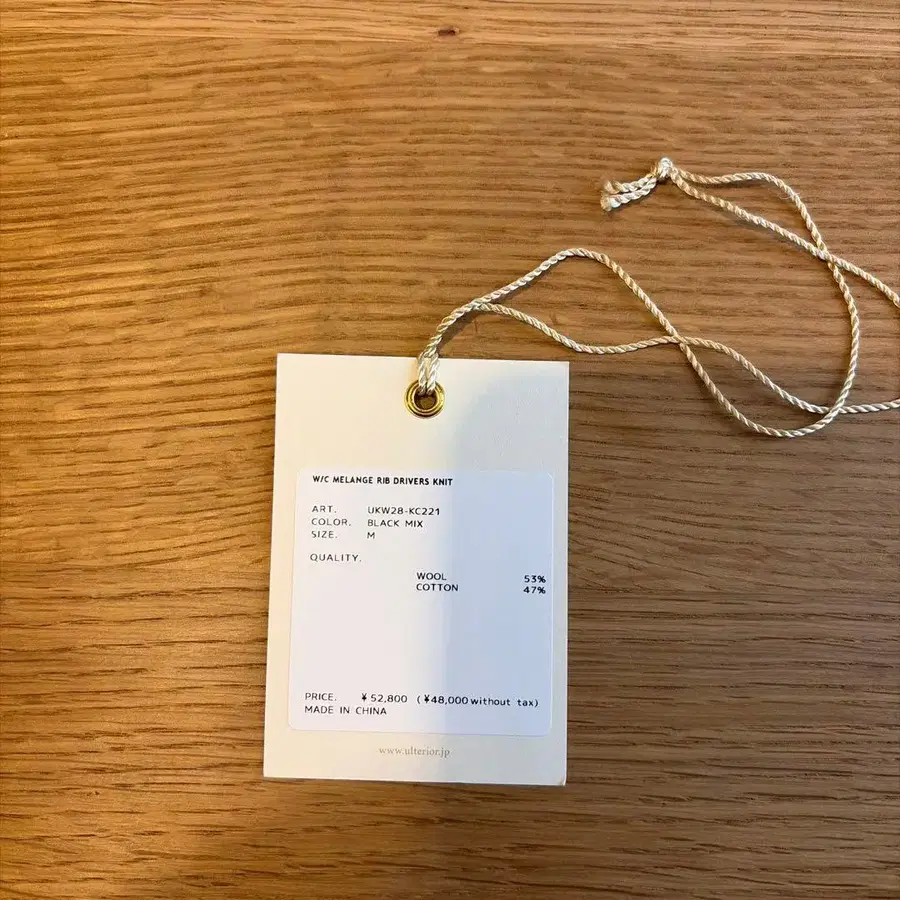 W/C MELANGE RIB DRIVERS KNIT
ART. UKW28-KC221
COLOR. BLACK MIX
SIZE. M
QUALITY.
WOOL 53%
COTTON 47%
PRICE. ¥52,800 (¥48,000 without tax)
MADE IN CHINA
www.ulterior.jp